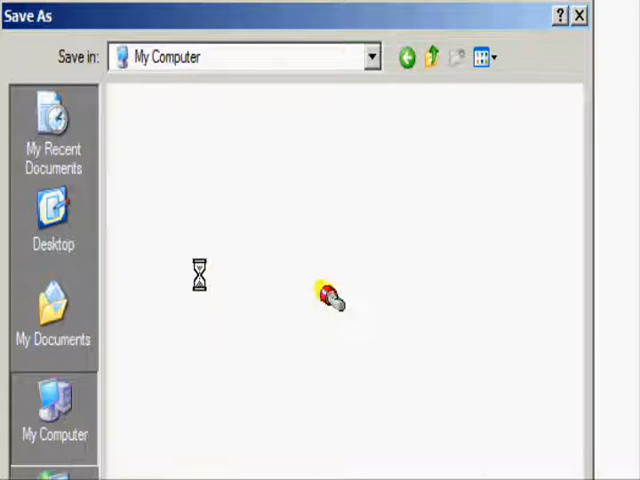 Save As
Save in:
My Computer
My Recent
Documents
Desktop
My Documents
My Computer